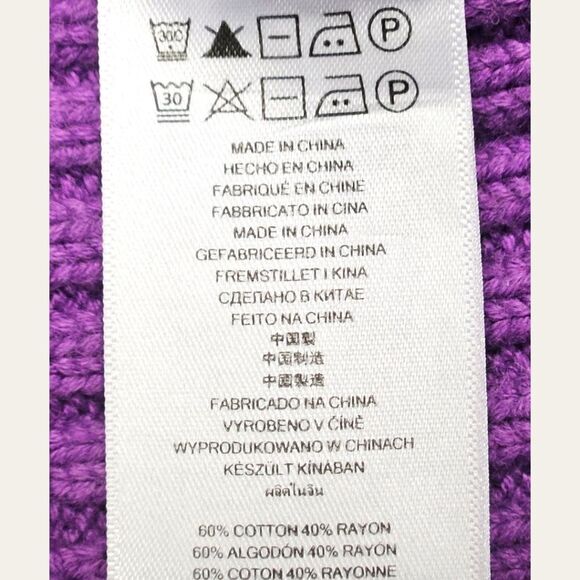 30.C P
30 P
MADE IN CHINA
HECHO EN CHINA
FABRIQUÉ EN CHINE
FABBRICATO IN CINA
MADE IN CHINA
GEFABRICEERD IN CHINA
FREMSTILLET I KINA
СДЕЛАНО В КИТАЕ
FEITO NA CHINA
中国製
中国制造
中國製造
FABRICADO NA CHINA
VYROBENO V ČÍNĚ
WYPRODUKOWANO W CHINACH
KÉSZÜLT KÍNÁBAN
ผลิตในจีน
60% COTTON 40% RAYON
60% ALGODÓN 40% RAYON
60% COTON 40% RAYONNE